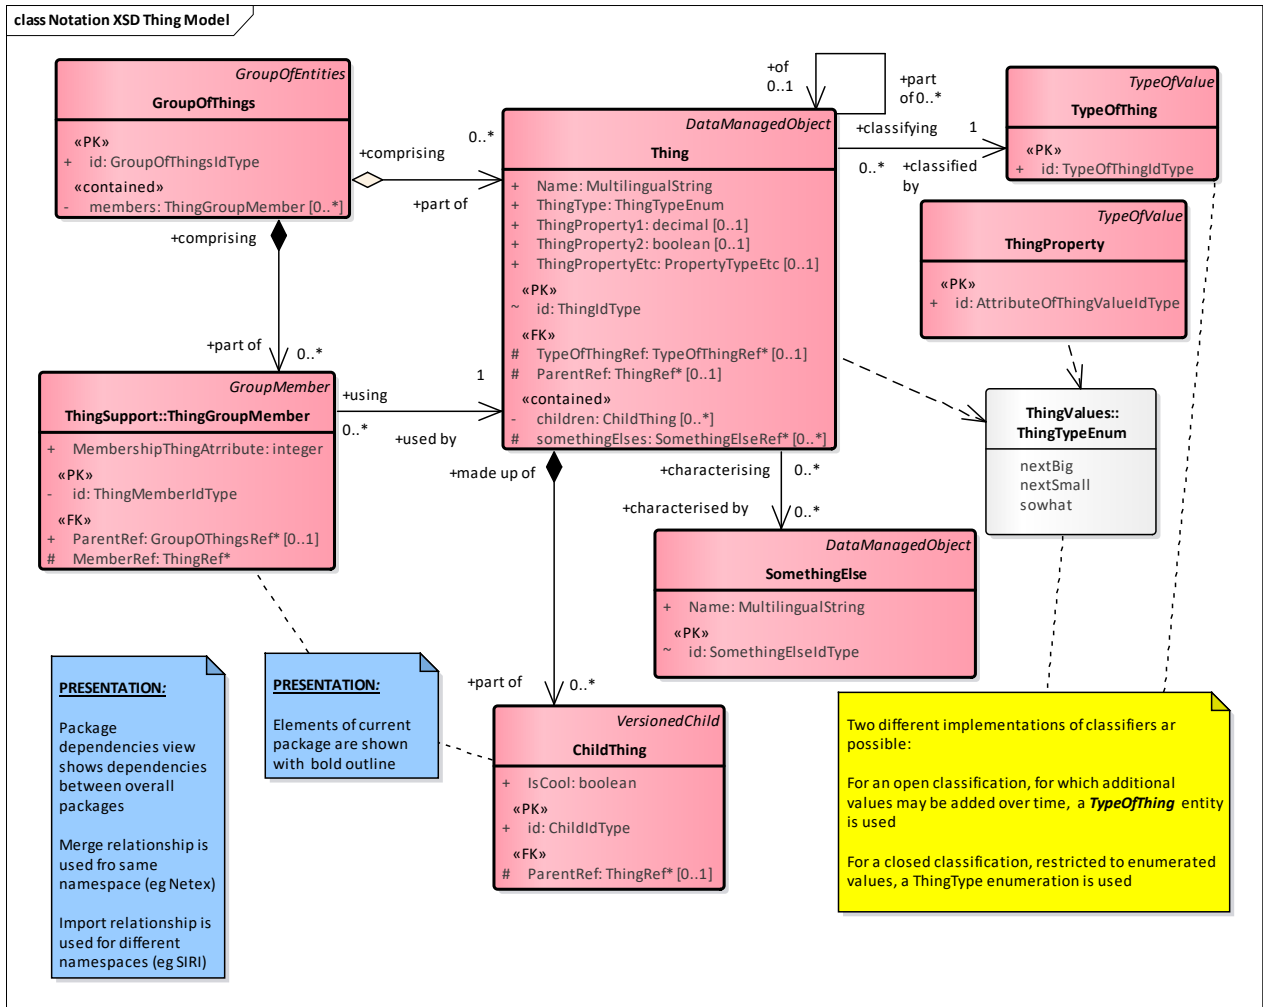 class Notation XSD Thing Model
GroupOfEntities
GroupOfThings
«PK»
+ id: GroupOfThingsIdType
«contained»
- members: ThingGroupMember [0..*]
+comprising
0..*
+part of
+of
0..1
+part
of 0..*
DataManagedObject
Thing
+ Name: MultilingualString
+ ThingType: ThingTypeEnum
+ ThingProperty1: decimal [0..1]
+ ThingProperty2: boolean [0..1]
+ ThingPropertyEtc: PropertyTypeEtc [0..1]
«PK»
~ id: ThingIdType
«FK»
# TypeOfThingRef: TypeOfThingRef* [0..1]
# ParentRef: ThingRef* [0..1]
«contained»
- children: ChildThing [0..*]
# somethingElses: SomethingElseRef* [0..*]
+classifying
1
0..*
+classified
by
TypeOfValue
TypeOfThing
«PK»
+ id: TypeOfThingIdType
TypeOfValue
ThingProperty
«PK»
+ id: AttributeOfThingValueIdType
ThingValues::
ThingTypeEnum
nextBig
nextSmall
sowhat
+comprising
+part of
0..*
GroupMember
ThingSupport::ThingGroupMember
+ MembershipThingAtrribute: integer
«PK»
- id: ThingMemberIdType
«FK»
+ ParentRef: GroupOThingsRef* [0..1]
# MemberRef: ThingRef*
+using
1
0..*
+used by
+made up of
+part of
0..*
+characterising
0..*
+characterised by
0..*
DataManagedObject
SomethingElse
+ Name: MultilingualString
«PK»
~ id: SomethingElseIdType
VersionedChild
ChildThing
+ IsCool: boolean
«PK»
+ id: ChildIdType
«FK»
# ParentRef: ThingRef* [0..1]
PRESENTATION:
Package
dependencies view
shows dependencies
between overall
packages
Merge relationship is
used fro same
namespace (eg Netex)
Import relationship is
used for different
namespaces (eg SIRI)
PRESENTATION:
Elements of current
package are shown
with bold outline
Two different implementations of classifiers ar
possible:
For an open classification, for which additional
values may be added over time, a TypeOfThing entity
is used
For a closed classification, restricted to enumerated
values, a ThingType enumeration is used